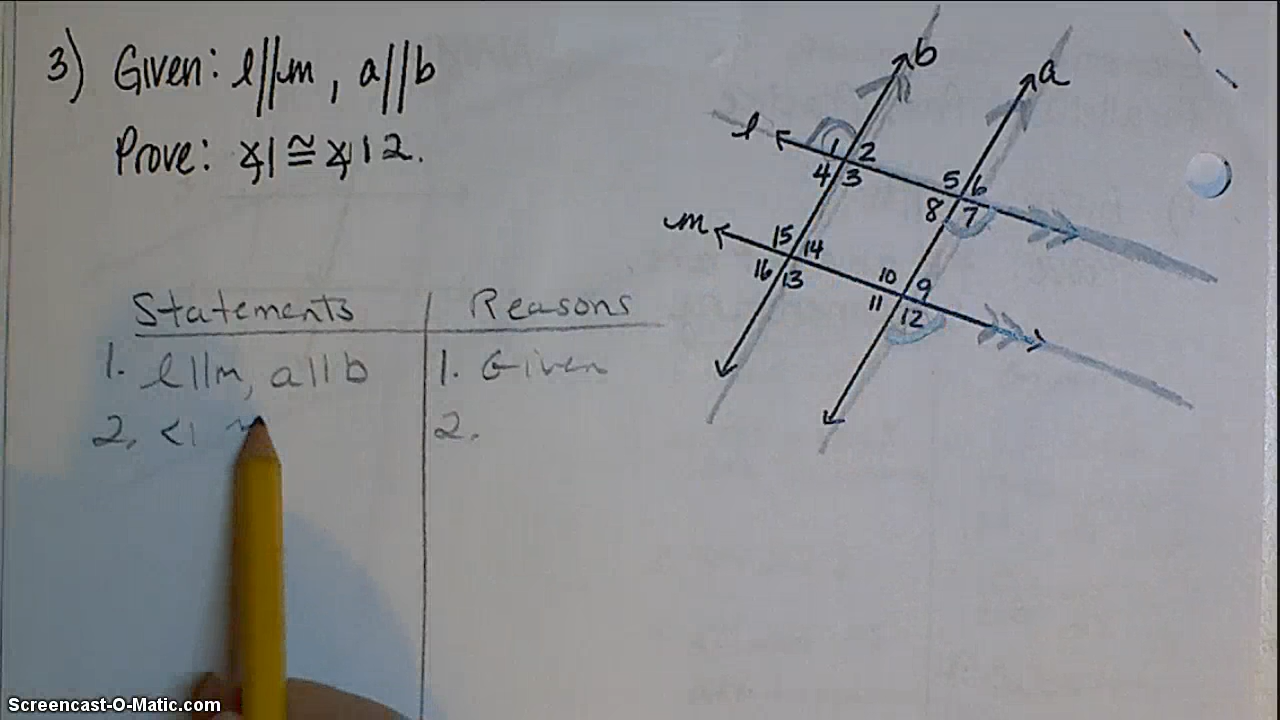 3) Given: l||m, a||b
Prove: ∡1 ≅ ∡12.
b
a
l
1 2
4 3
5 6
8 7
m
15 14
16 13
10 9
11 12
Statements | Reasons
1. l||m, a||b | 1. Given
2. <1 ~ | 2.
Screencast-O-Matic.com